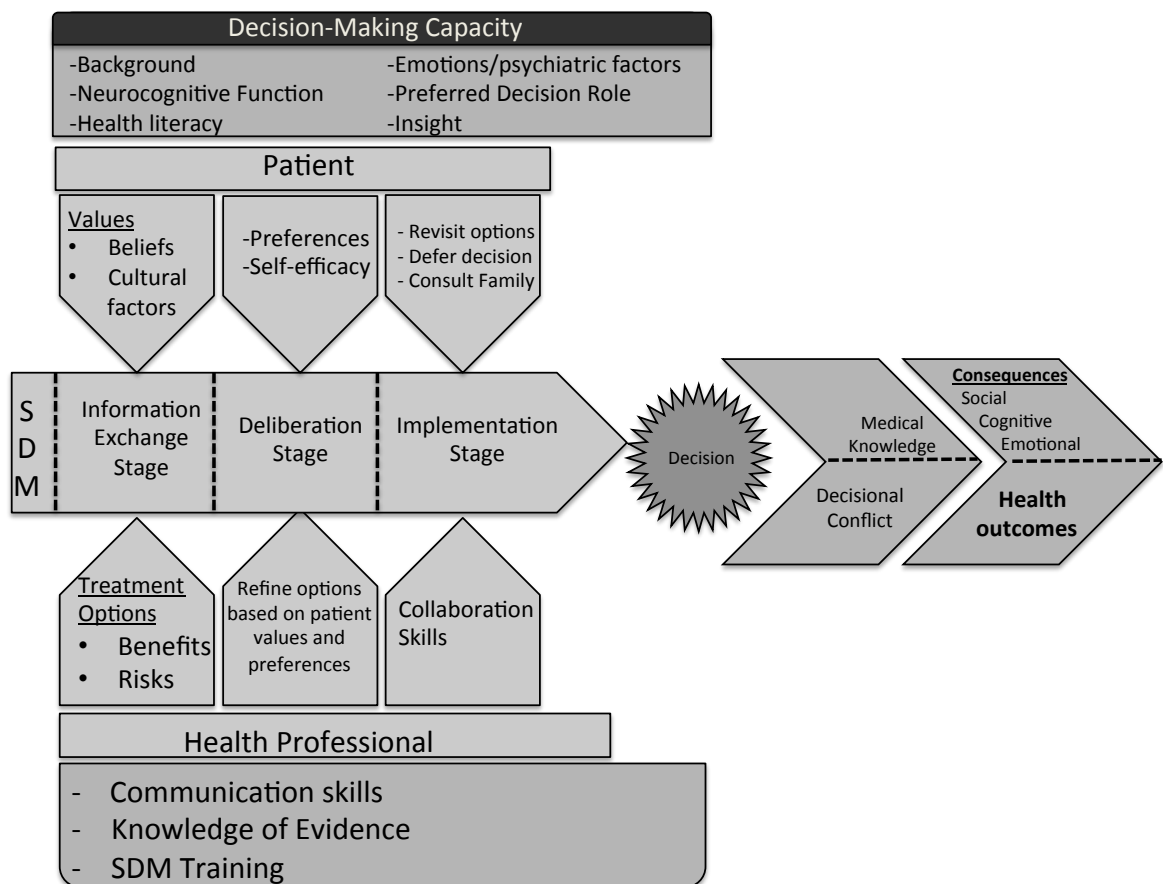 Decision-Making Capacity
-Background
-Neurocognitive Function
-Health literacy
-Emotions/psychiatric factors
-Preferred Decision Role
-Insight
Patient
Values
• Beliefs
• Cultural
factors
-Preferences
-Self-efficacy
- Revisit options
- Defer decision
- Consult Family
S
D
M
Information
Exchange
Stage
Deliberation
Stage
Implementation
Stage
Decision
Medical
Knowledge
Decisional
Conflict
Consequences
Social
Cognitive
Emotional
Health
outcomes
Treatment
Options
• Benefits
• Risks
Refine options
based on patient
values and
preferences
Collaboration
Skills
Health Professional
- Communication skills
- Knowledge of Evidence
- SDM Training